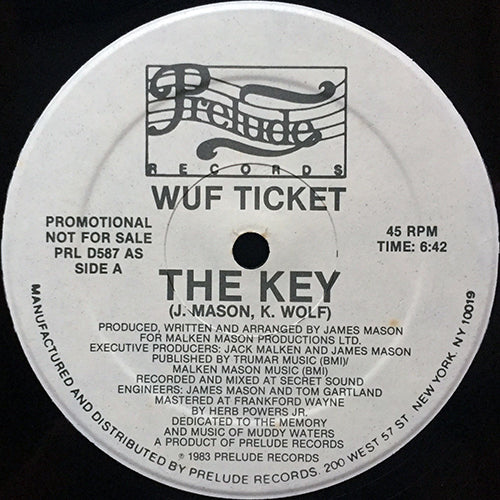 Prelude
RECORDS
WUF TICKET
PROMOTIONAL
NOT FOR SALE
PRL D587 AS
SIDE A
45 RPM
TIME: 6:42
THE KEY
(J. MASON, K. WOLF)
PRODUCED, WRITTEN AND ARRANGED BY JAMES MASON
FOR MALKEN MASON PRODUCTIONS LTD.
EXECUTIVE PRODUCERS: JACK MALKEN AND JAMES MASON
PUBLISHED BY TRUMAR MUSIC (BMI)/
MALKEN MASON MUSIC (BMI)
RECORDED AND MIXED AT SECRET SOUND
ENGINEERS: JAMES MASON AND TOM GARTLAND
MASTERED AT FRANKFORD WAYNE
BY HERB POWERS JR.
DEDICATED TO THE MEMORY
AND MUSIC OF MUDDY WATERS
A PRODUCT OF PRELUDE RECORDS
℗ 1983 PRELUDE RECORDS
MANUFACTURED AND DISTRIBUTED BY PRELUDE RECORDS, 200 WEST 57 ST. NEW YORK, NY 10019